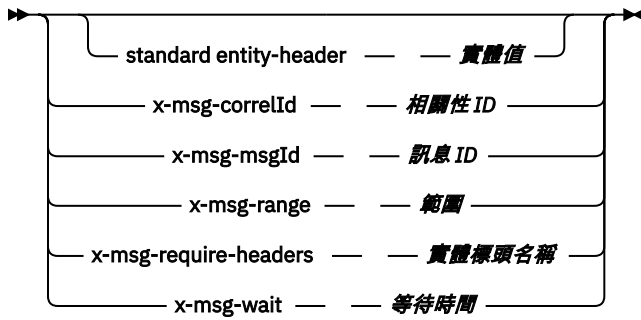 standard entity-header — — 實體值
x-msg-correlId — — 相關性 ID
x-msg-msgId — — 訊息 ID
x-msg-range — — 範圍
x-msg-require-headers — — 實體標頭名稱
x-msg-wait — — 等待時間